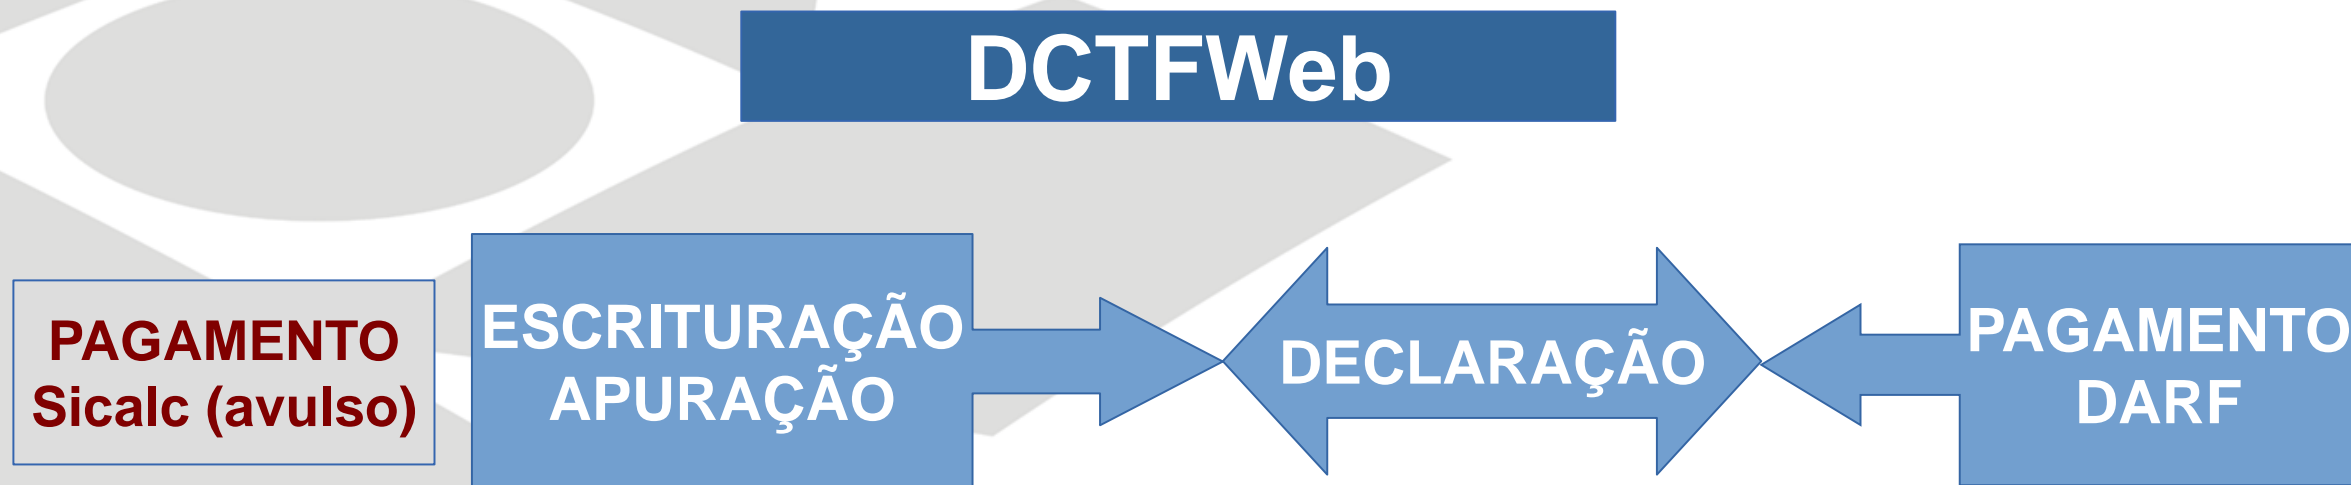 DCTFWeb
PAGAMENTO
Sicalc (avulso)
ESCRITURAÇÃO
APURAÇÃO
DECLARAÇÃO
PAGAMENTO
DARF